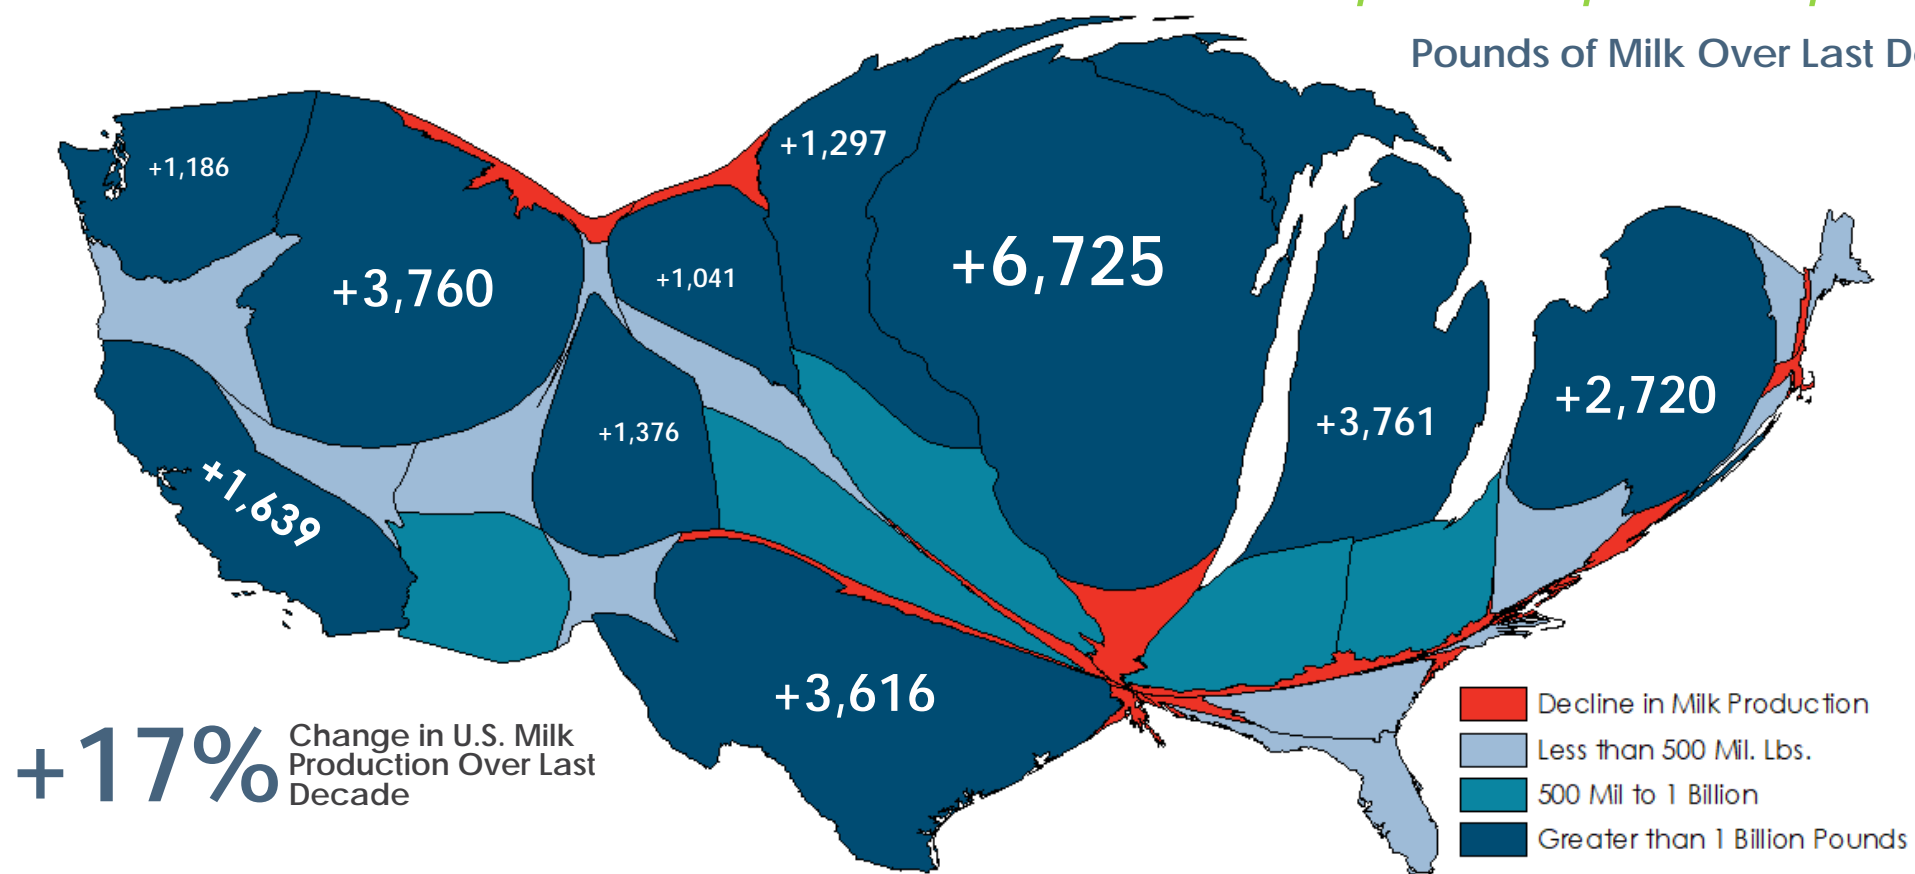 Pounds of Milk Over Last D
+1,186
+3,760
+1,041
+1,297
+6,725
+3,761
+2,720
+1,376
+1,639
+3,616
+17%
Change in U.S. Milk
Production Over Last
Decade
Decline in Milk Production
Less than 500 Mil. Lbs.
500 Mil to 1 Billion
Greater than 1 Billion Pounds